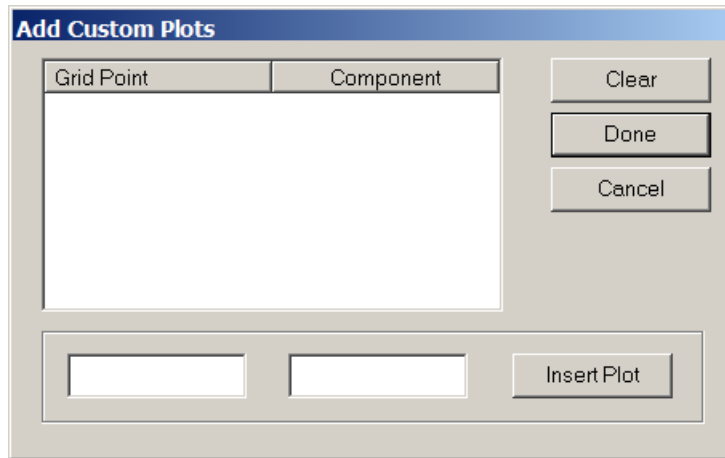 Add Custom Plots
Grid Point Component
Clear
Done
Cancel
Insert Plot